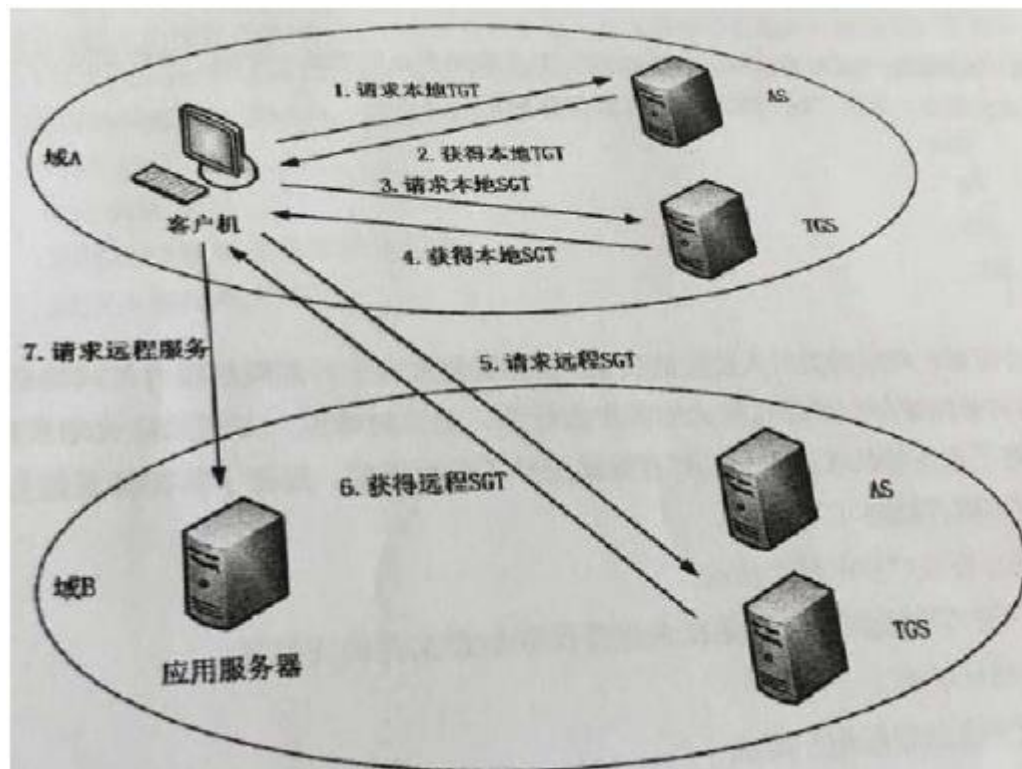 1. 请求本地TGT
AS
2. 获得本地TGT
域A
3. 请求本地SGT
客户机
TGS
4. 获得本地SGT
7. 请求远程服务
5. 请求远程SGT
6. 获得远程SGT
AS
域B
TGS
应用服务器